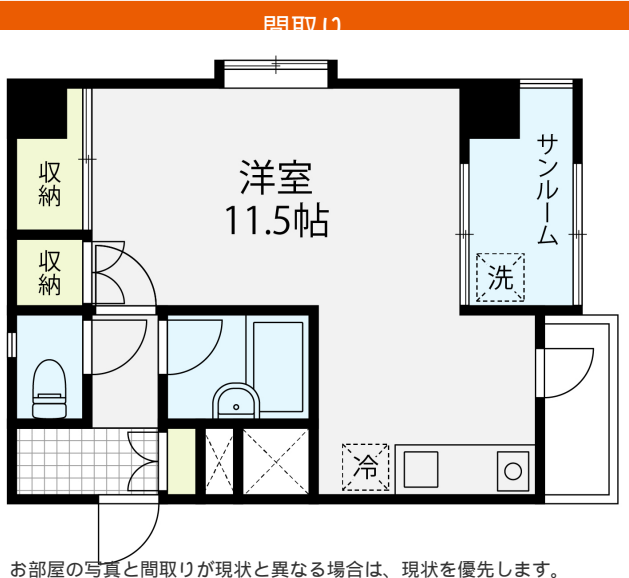 間取り
洋室
11.5帖
収納
収納
サンルーム
洗
冷
お部屋の写真と間取りが現状と異なる場合は、現状を優先します。